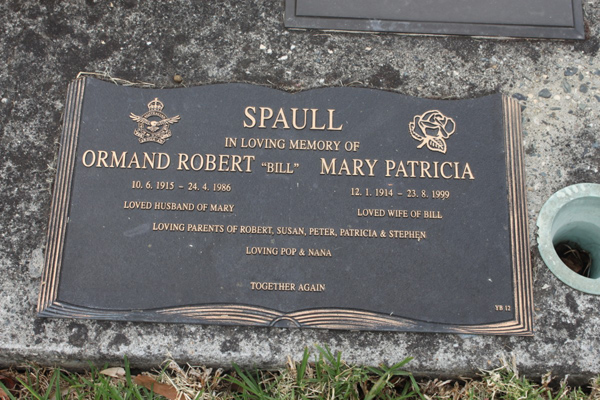 SPAULL
IN LOVING MEMORY OF
ORMAND ROBERT "BILL" MARY PATRICIA
10. 6. 1915 - 24. 4. 1986 12. 1. 1914 - 23. 8. 1999
LOVED HUSBAND OF MARY LOVED WIFE OF BILL
LOVING PARENTS OF ROBERT, SUSAN, PETER, PATRICIA & STEPHEN
LOVING POP & NANA
TOGETHER AGAIN
YB 12